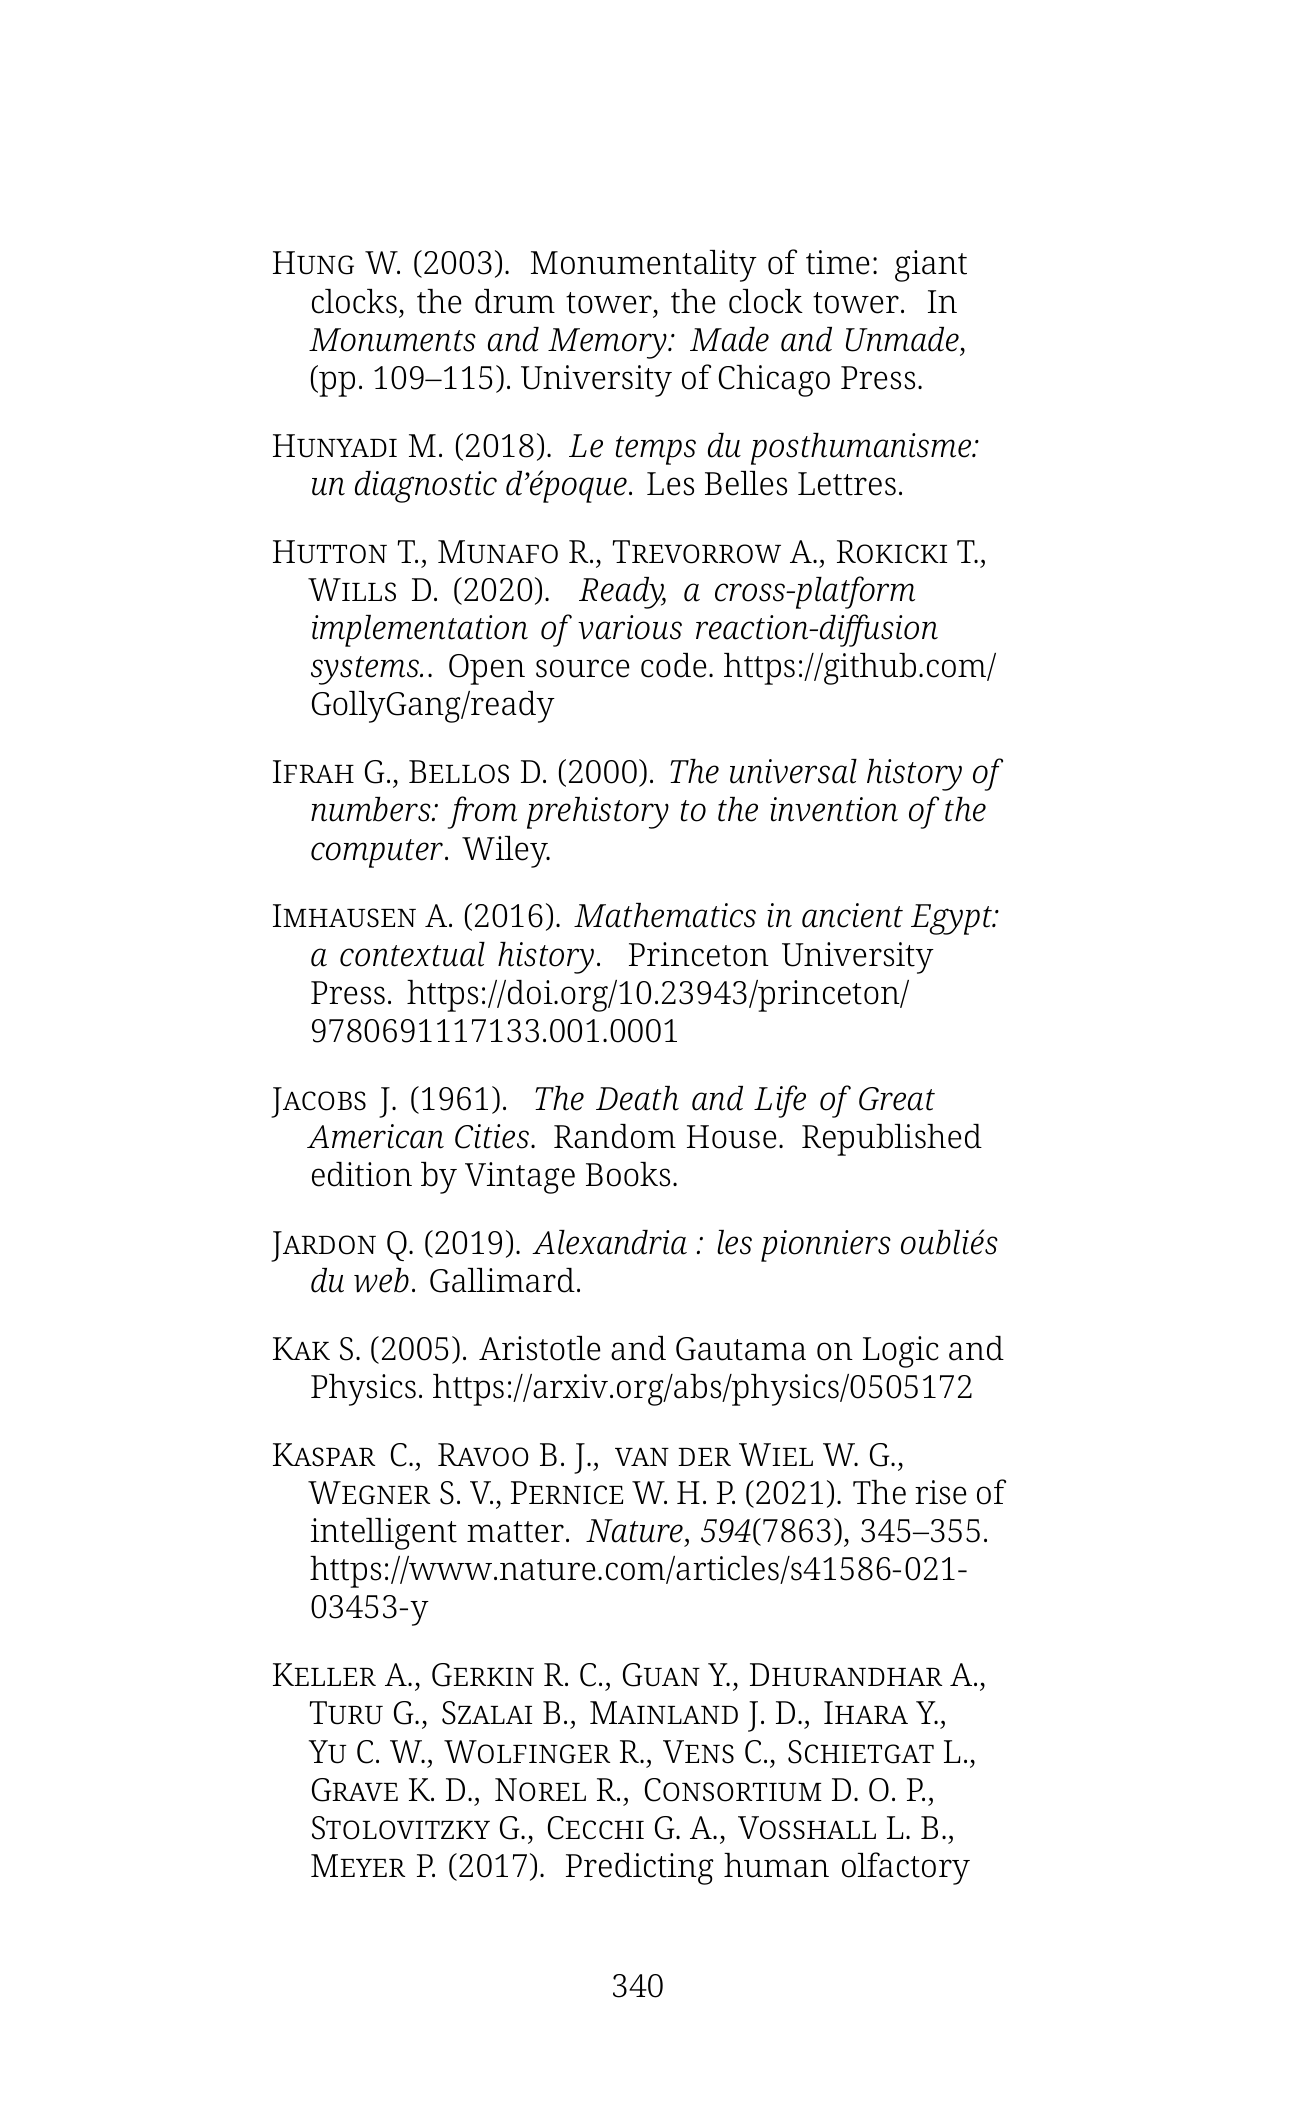 HUNG W. (2003). Monumentality of time: giant
clocks, the drum tower, the clock tower. In
Monuments and Memory: Made and Unmade,
(pp. 109–115). University of Chicago Press.
HUNYADI M. (2018). Le temps du posthumanisme:
un diagnostic d’époque. Les Belles Lettres.
HUTTON T., MUNAFO R., TREVORROW A., ROKICKI T.,
WILLS D. (2020). Ready, a cross-platform
implementation of various reaction-diffusion
systems.. Open source code. https://github.com/
GollyGang/ready
IFRAH G., BELLOS D. (2000). The universal history of
numbers: from prehistory to the invention of the
computer. Wiley.
IMHAUSEN A. (2016). Mathematics in ancient Egypt:
a contextual history. Princeton University
Press. https://doi.org/10.23943/princeton/
9780691117133.001.0001
JACOBS J. (1961). The Death and Life of Great
American Cities. Random House. Republished
edition by Vintage Books.
JARDON Q. (2019). Alexandria : les pionniers oubliés
du web. Gallimard.
KAK S. (2005). Aristotle and Gautama on Logic and
Physics. https://arxiv.org/abs/physics/0505172
KASPAR C., RAVOO B. J., VAN DER WIEL W. G.,
WEGNER S. V., PERNICE W. H. P. (2021). The rise of
intelligent matter. Nature, 594(7863), 345–355.
https://www.nature.com/articles/s41586-021-
03453-y
KELLER A., GERKIN R. C., GUAN Y., DHURANDHAR A.,
TURU G., SZALAI B., MAINLAND J. D., IHARA Y.,
YU C. W., WOLFINGER R., VENS C., SCHIETGAT L.,
GRAVE K. D., NOREL R., CONSORTIUM D. O. P.,
STOLOVITZKY G., CECCHI G. A., VOSSHALL L. B.,
MEYER P. (2017). Predicting human olfactory
340